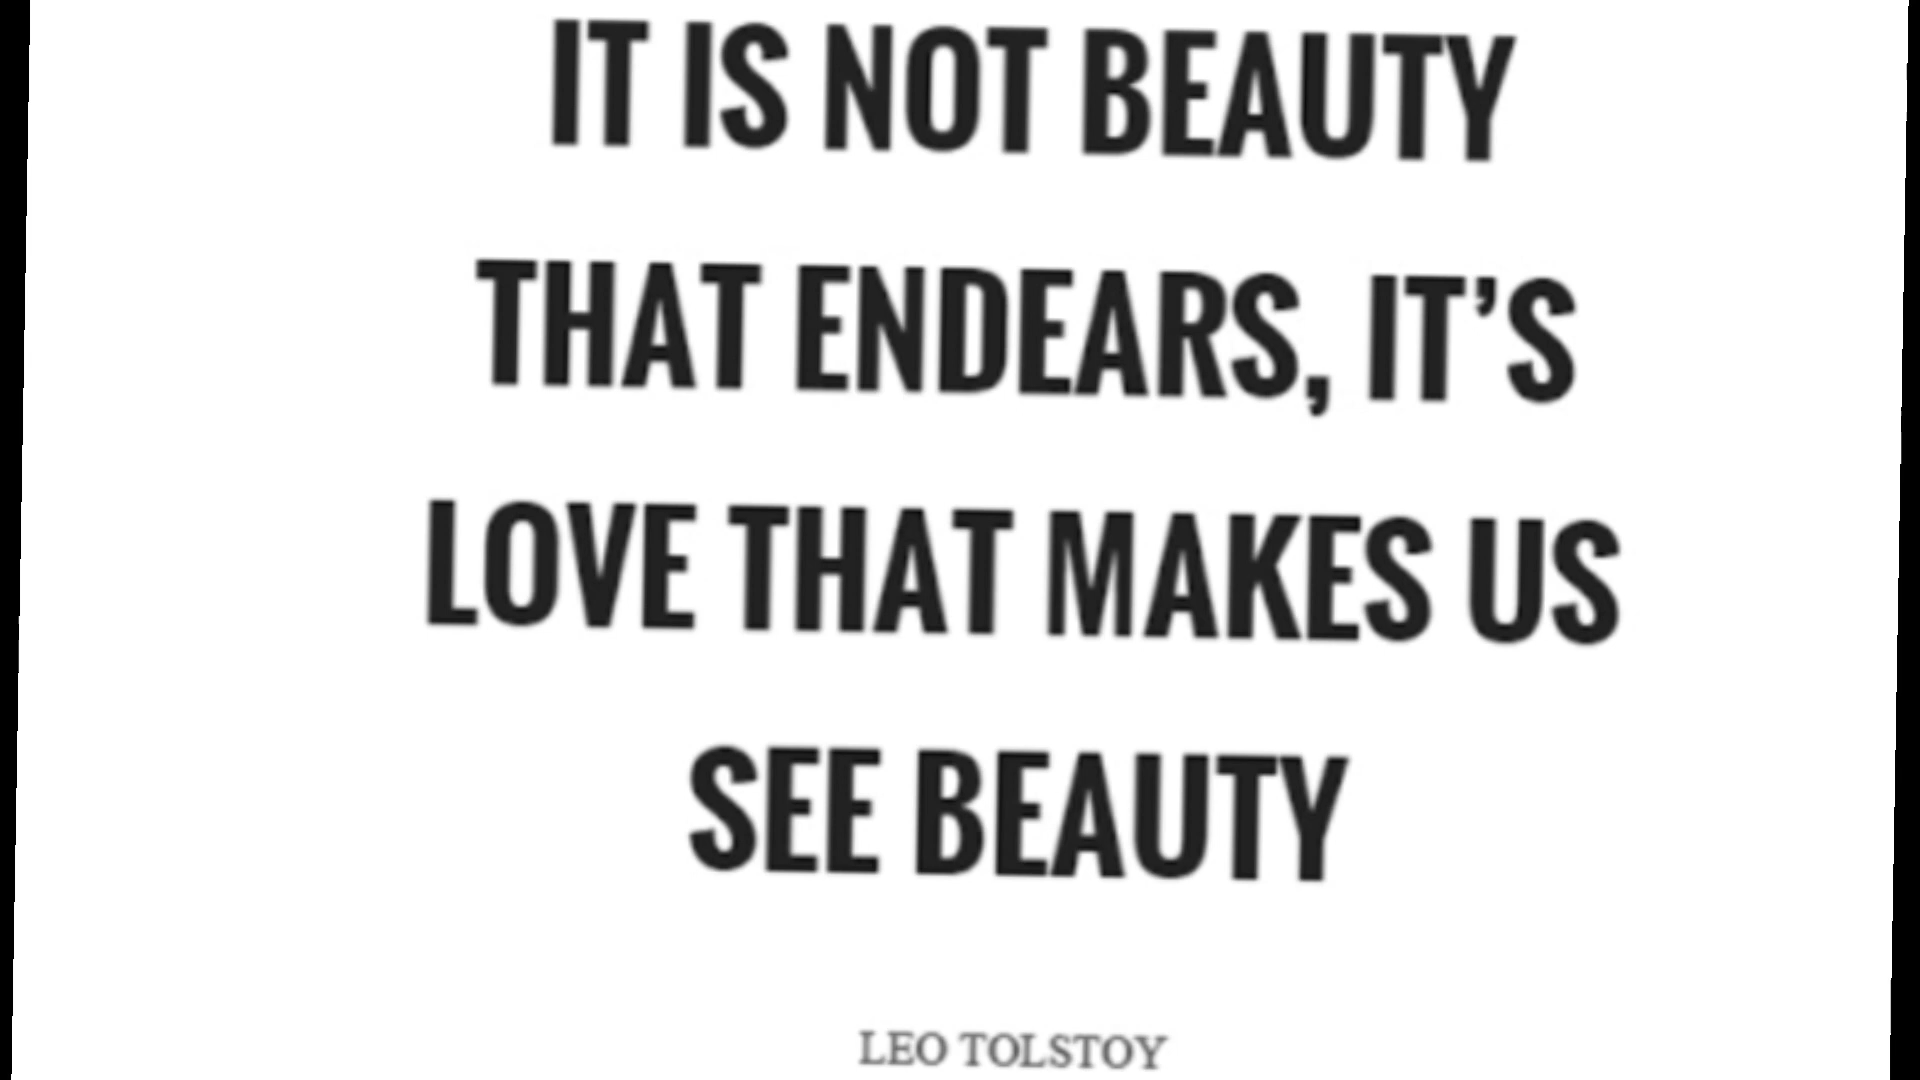 IT IS NOT BEAUTY
THAT ENDEARS, IT’S
LOVE THAT MAKES US
SEE BEAUTY
LEO TOLSTOY